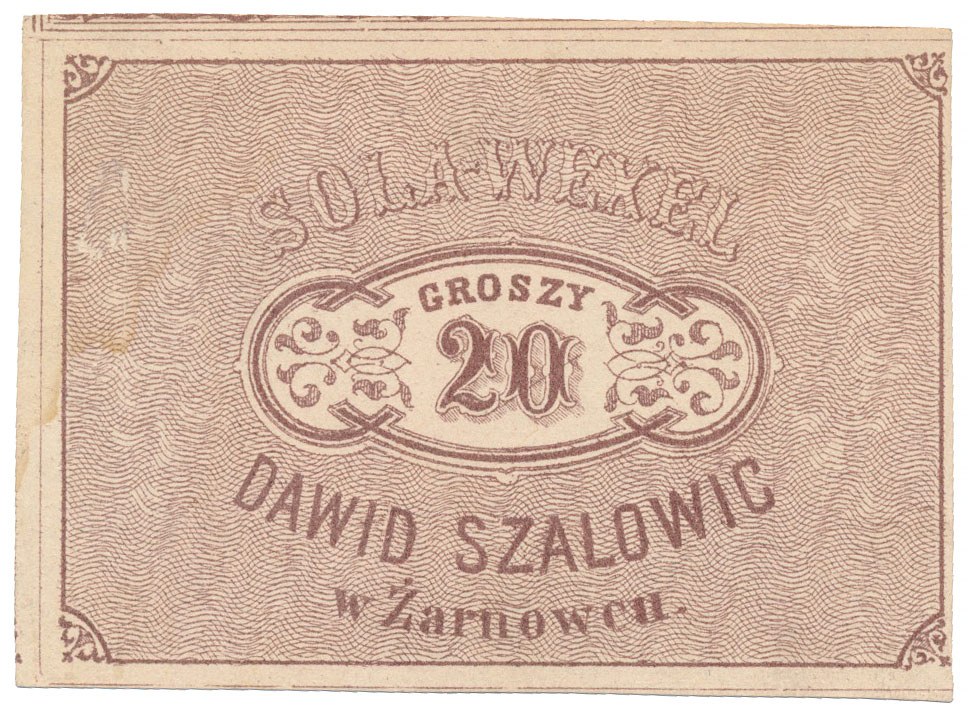 SOLA-WEXEL
GROSZY
20
DAWID SZALOWIC
w Żarnowcu.